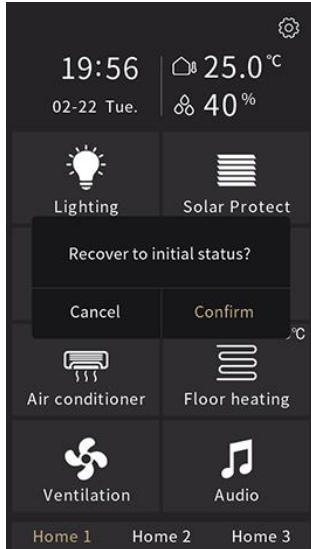 19:56
25.0°C
02-22 Tue.
40%
Lighting
Solar Protect
Recover to initial status?
Cancel
Confirm
°C
Air conditioner
Floor heating
Ventilation
Audio
Home 1
Home 2
Home 3